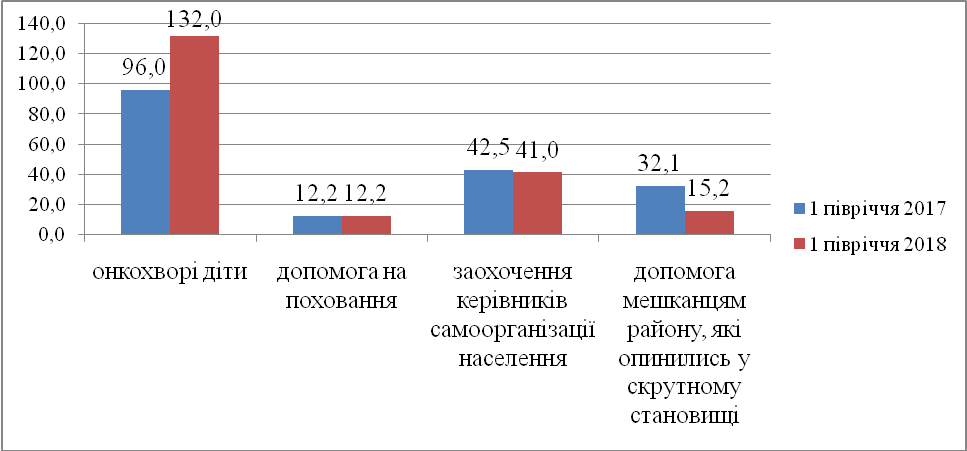 140,0
120,0
100,0
80,0
60,0
40,0
20,0
0,0
96,0
132,0
12,2 12,2
42,5 41,0
32,1
15,2
онкохворі діти
допомога на
поховання
заохочення
керівників
самоорганізації
населення
допомога
мешканцям
району, які
опинились у
скрутному
становищі
1 півріччя 2017
1 півріччя 2018